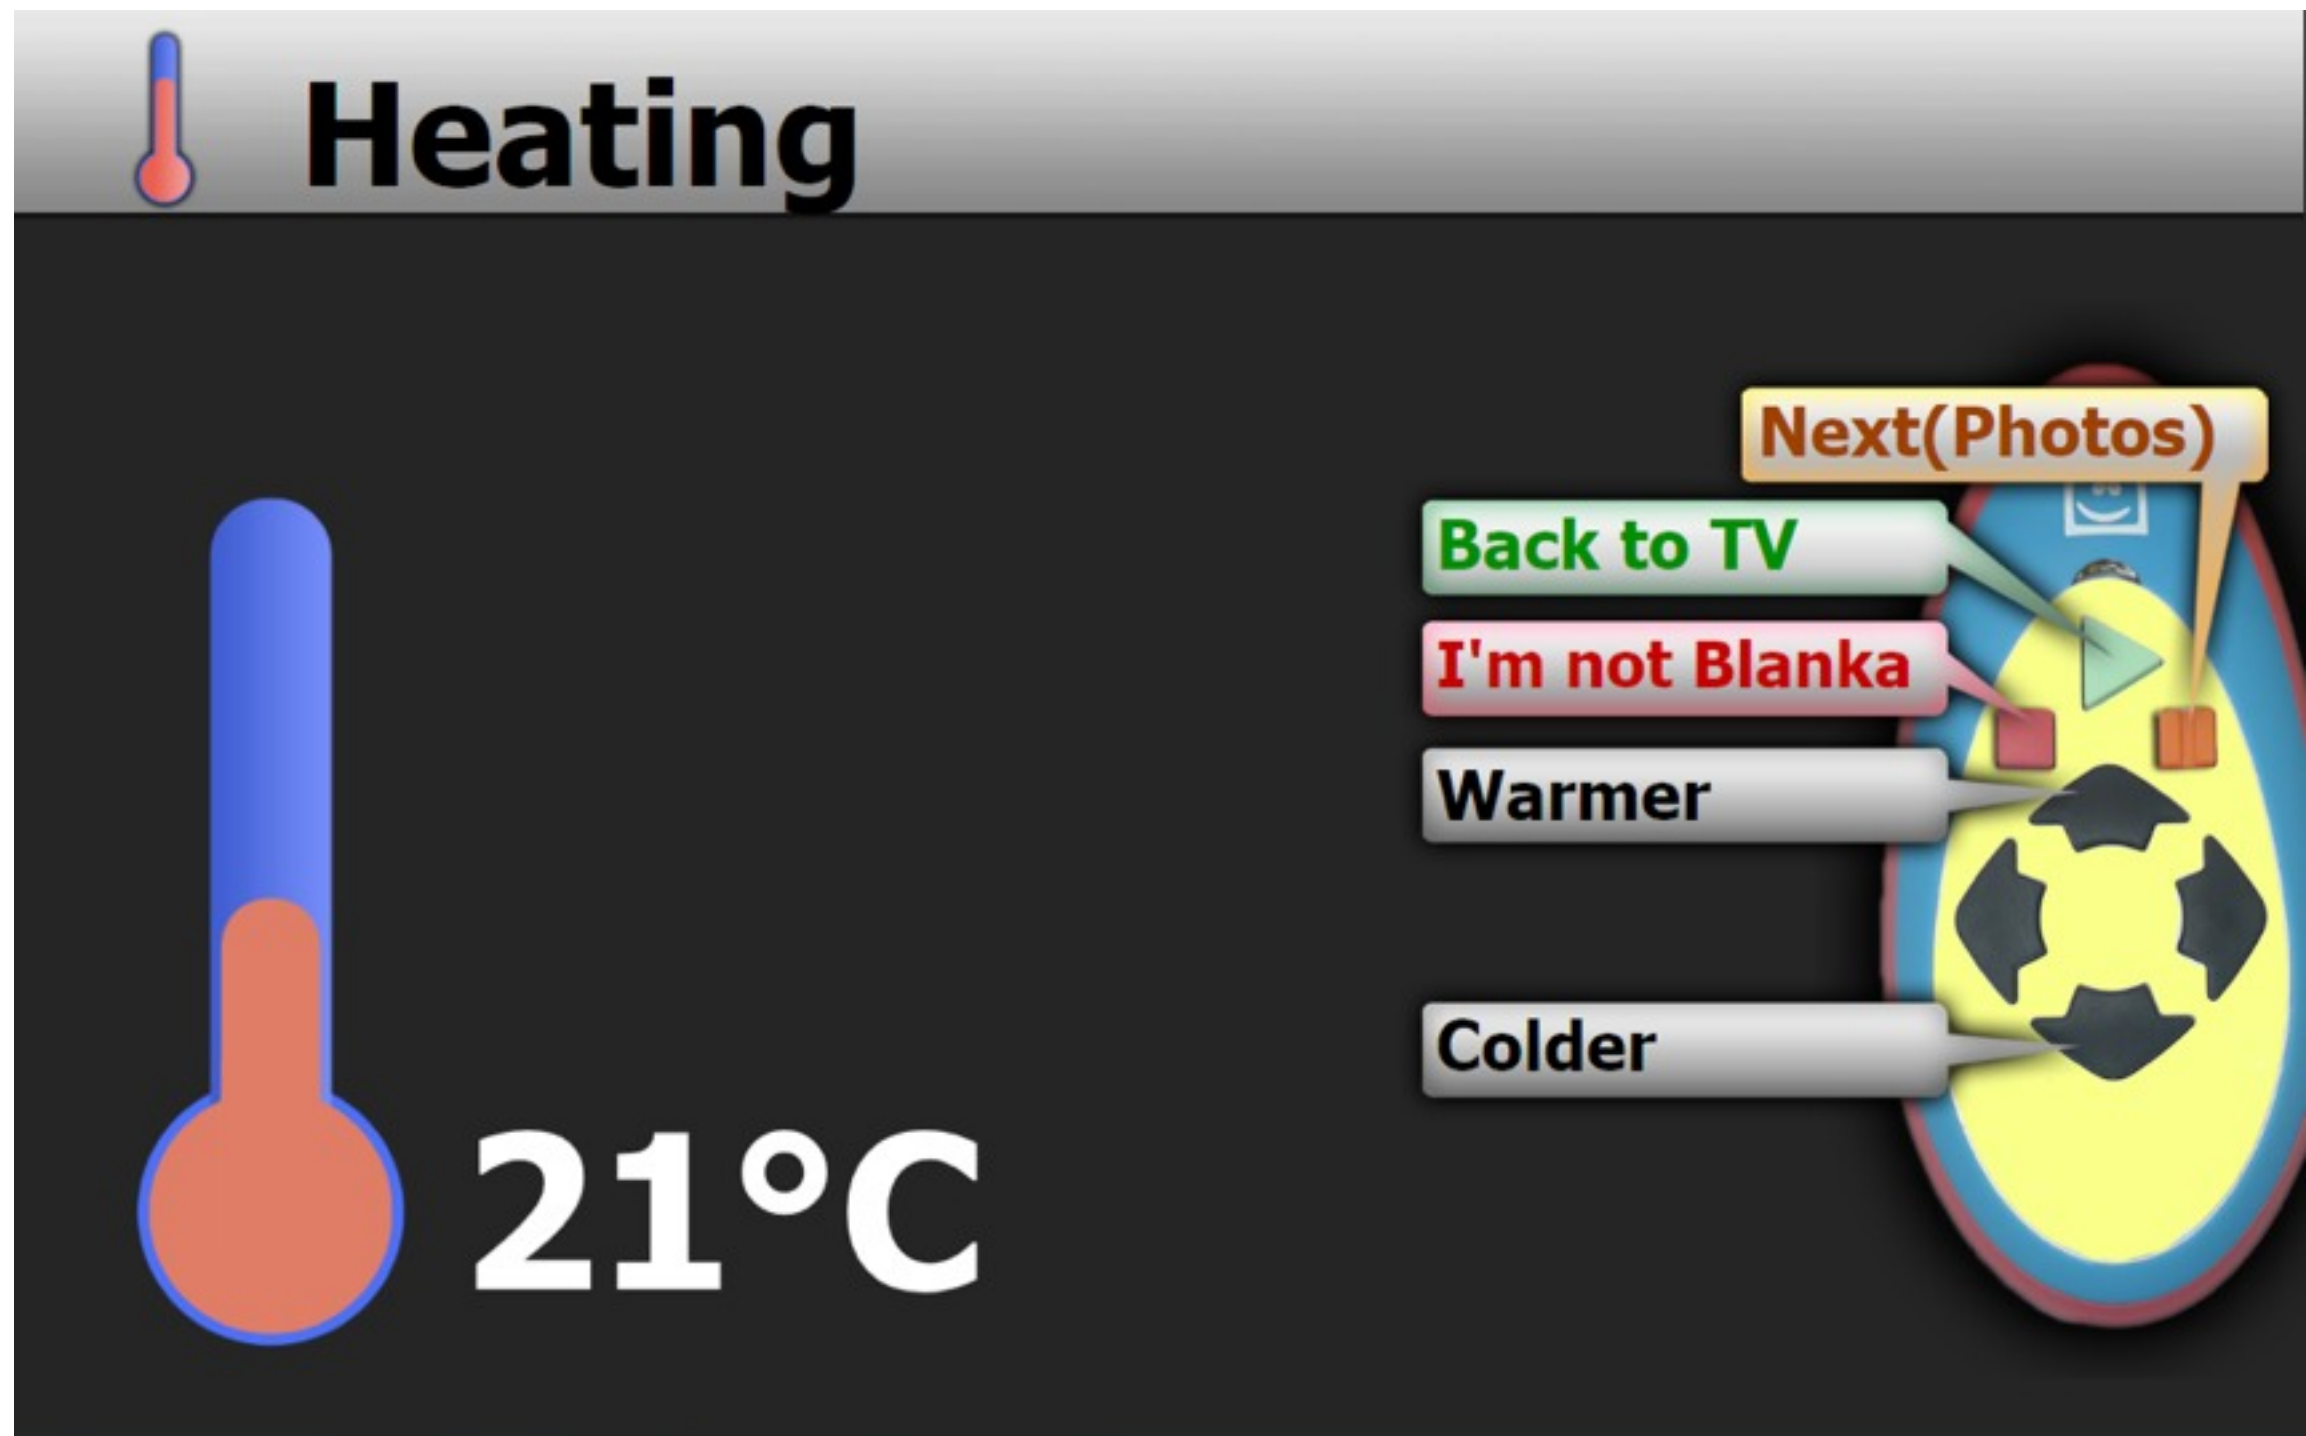 Heating
Next(Photos)
Back to TV
I'm not Blanka
Warmer
Colder
21°C